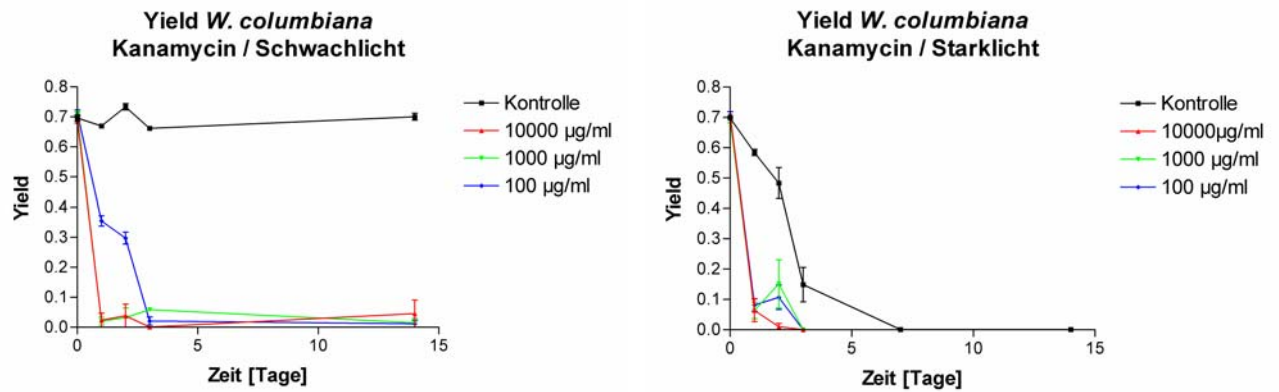 Yield W. columbiana
Kanamycin / Schwachlicht
0.8
0.7
0.6
0.5
0.4
0.3
0.2
0.1
0.0
Yield
0 5 10 15
Zeit [Tage]
Kontrolle
10000 µg/ml
1000 µg/ml
100 µg/ml
Yield W. columbiana
Kanamycin / Starklicht
0.8
0.7
0.6
0.5
0.4
0.3
0.2
0.1
0.0
Yield
0 5 10 15
Zeit [Tage]
Kontrolle
10000µg/ml
1000 µg/ml
100 µg/ml